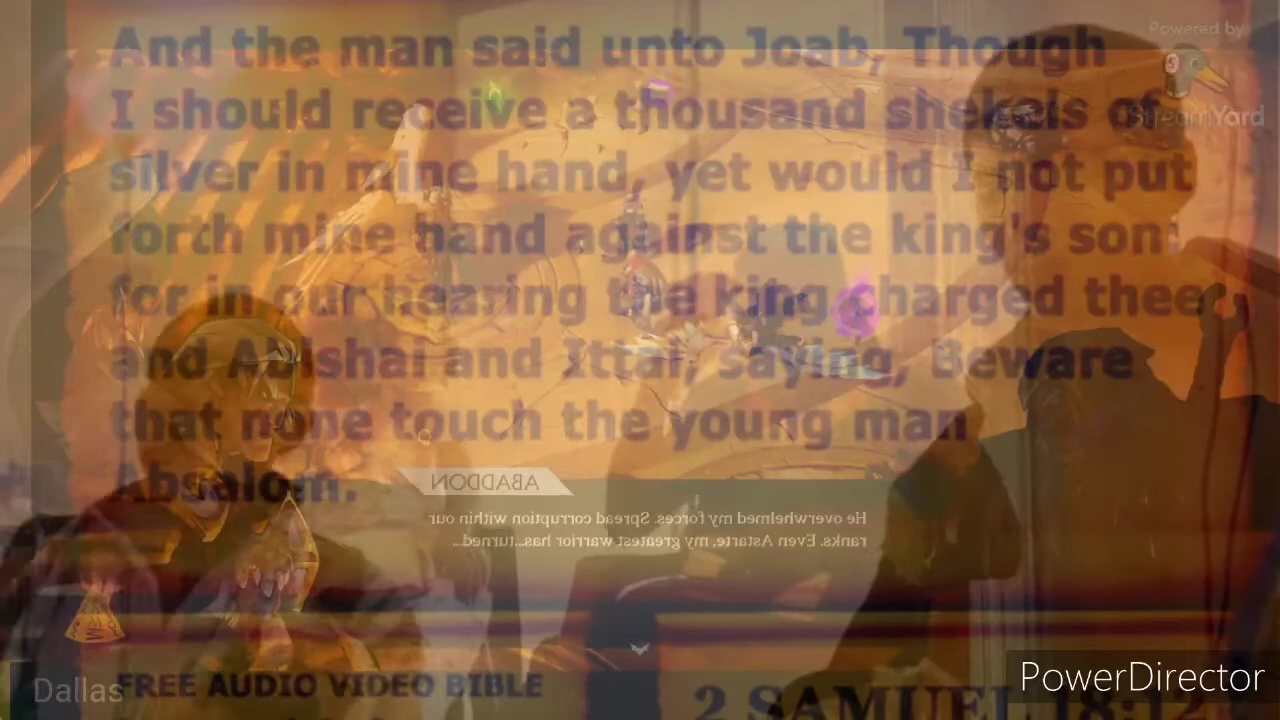 And the man said unto Joab, Though
I should receive a thousand shekels of
silver in mine hand, yet would I not put
forth mine hand against the king's son:
for in our hearing the king charged thee
and Abishai and Ittai, saying, Beware
that none touch the young man
Absalom.
Powered by
StreamYard
ABADDON
He overwhelmed my forces. Spread corruption within our
ranks. Even Astarte, my greatest warrior has...turned...
Dallas
FREE AUDIO VIDEO BIBLE
2 SAMUEL 18:12
PowerDirector